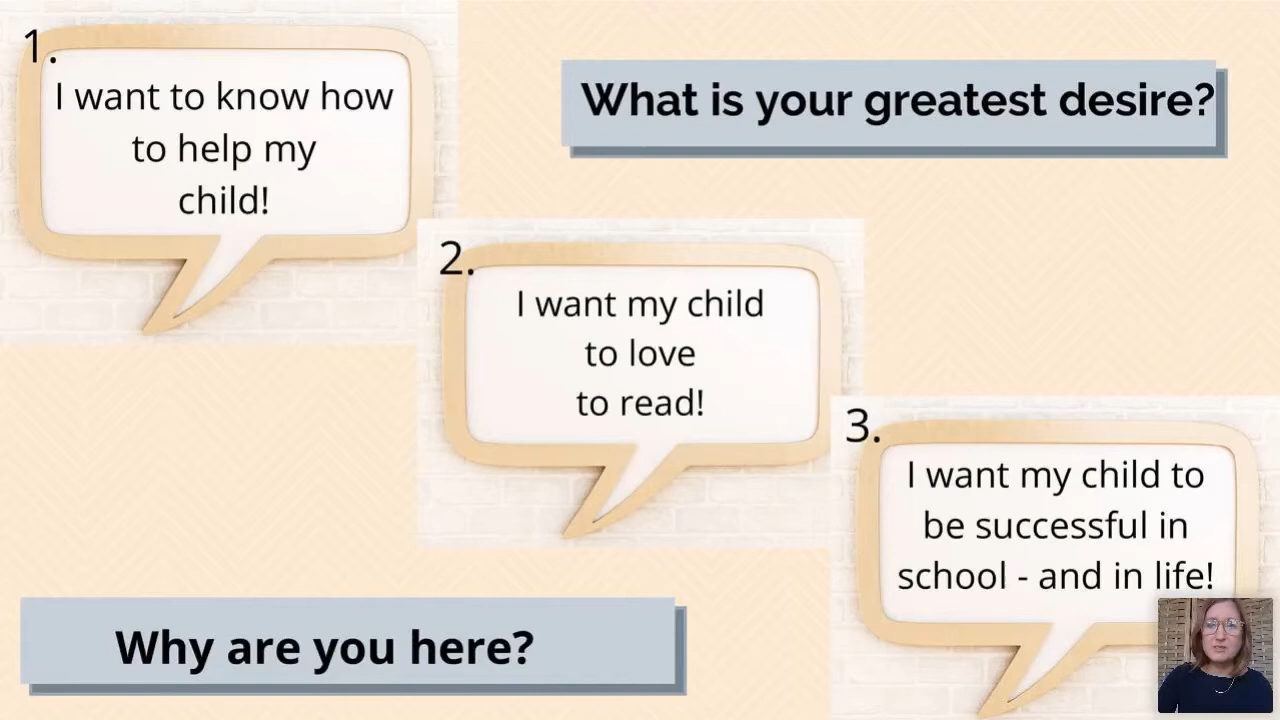 1.
I want to know how
to help my
child!
What is your greatest desire?
2.
I want my child
to love
to read!
3.
I want my child to
be successful in
school - and in life!
Why are you here?